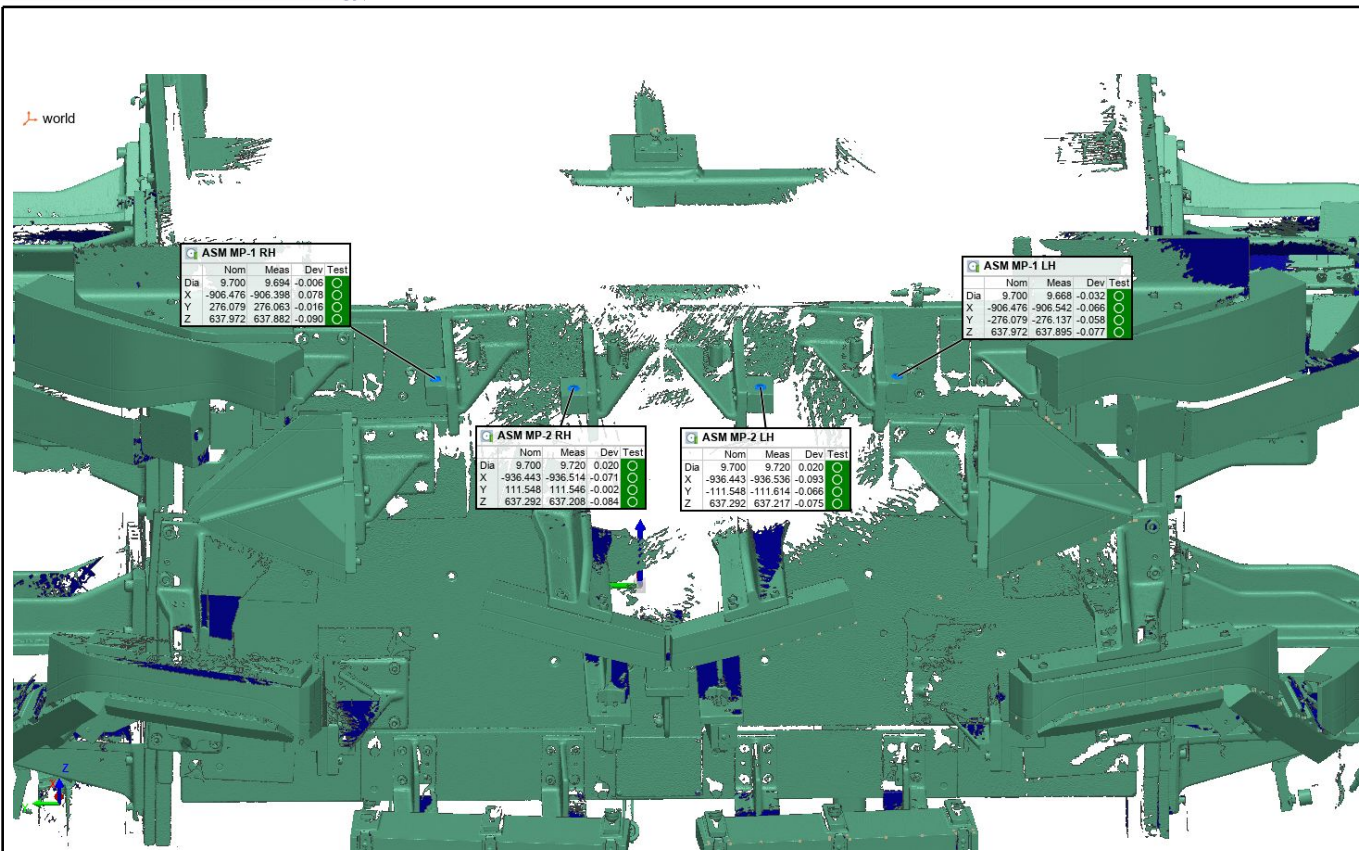 world
ASM MP-1 RH
Nom Meas Dev Test
Dia 9.700 9.694 -0.006
X -906.476 -906.398 0.078
Y 276.079 276.063 -0.016
Z 637.972 637.882 -0.090
ASM MP-1 LH
Nom Meas Dev Test
Dia 9.700 9.668 -0.032
X -906.476 -906.542 -0.066
Y -276.079 -276.137 -0.058
Z 637.972 637.895 -0.077
ASM MP-2 RH
Nom Meas Dev Test
Dia 9.700 9.720 0.020
X -936.443 -936.514 -0.071
Y 111.548 111.546 -0.002
Z 637.292 637.208 -0.084
ASM MP-2 LH
Nom Meas Dev Test
Dia 9.700 9.720 0.020
X -936.443 -936.536 -0.093
Y -111.548 -111.614 -0.066
Z 637.292 637.217 -0.075
Z